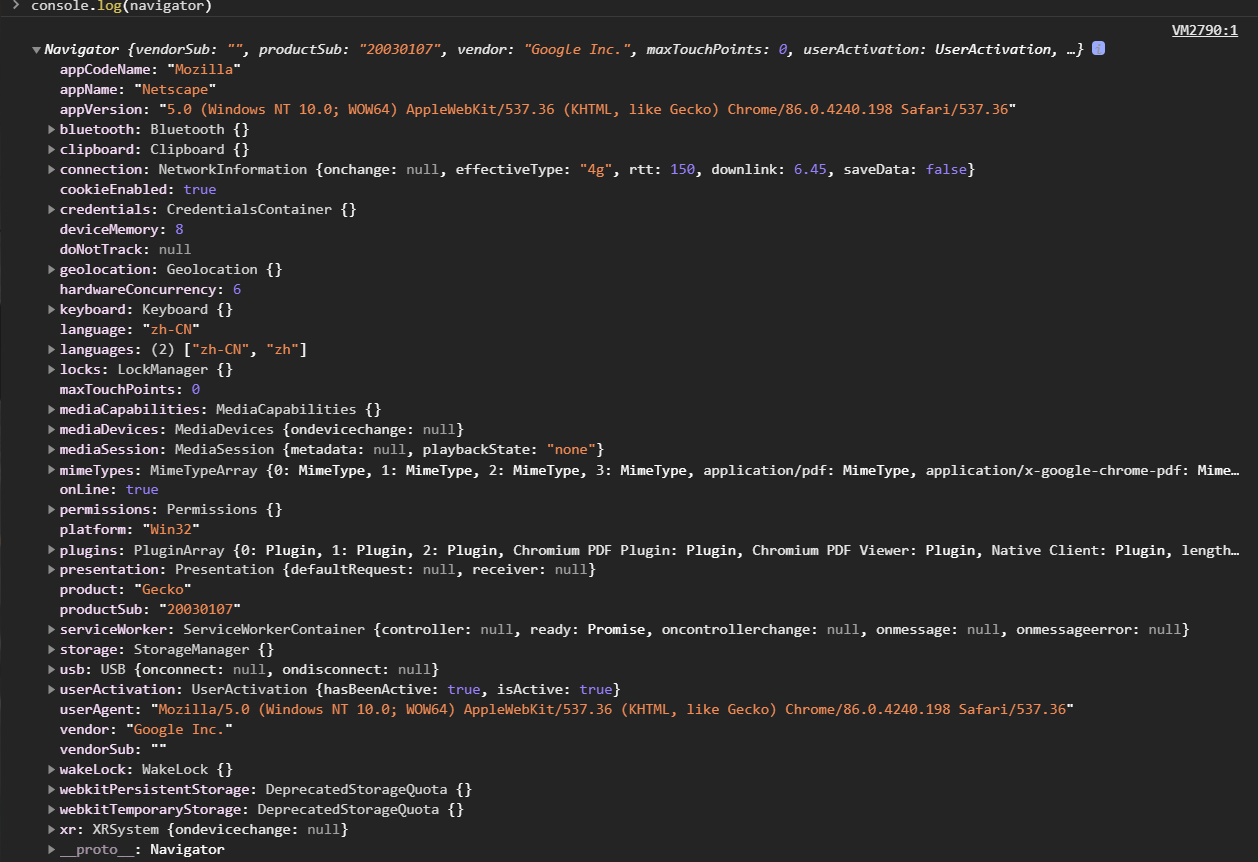 console.log(navigator)
VM2790:1
Navigator {vendorSub: "", productSub: "20030107", vendor: "Google Inc.", maxTouchPoints: 0, userActivation: UserActivation, …}
appCodeName: "Mozilla"
appName: "Netscape"
appVersion: "5.0 (Windows NT 10.0; WOW64) AppleWebKit/537.36 (KHTML, like Gecko) Chrome/86.0.4240.198 Safari/537.36"
bluetooth: Bluetooth {}
clipboard: Clipboard {}
connection: NetworkInformation {onchange: null, effectiveType: "4g", rtt: 150, downlink: 6.45, saveData: false}
cookieEnabled: true
credentials: CredentialsContainer {}
deviceMemory: 8
doNotTrack: null
geolocation: Geolocation {}
hardwareConcurrency: 6
keyboard: Keyboard {}
language: "zh-CN"
languages: (2) ["zh-CN", "zh"]
locks: LockManager {}
maxTouchPoints: 0
mediaCapabilities: MediaCapabilities {}
mediaDevices: MediaDevices {ondevicechange: null}
mediaSession: MediaSession {metadata: null, playbackState: "none"}
mimeTypes: MimeTypeArray {0: MimeType, 1: MimeType, 2: MimeType, 3: MimeType, application/pdf: MimeType, application/x-google-chrome-pdf: Mime…
onLine: true
permissions: Permissions {}
platform: "Win32"
plugins: PluginArray {0: Plugin, 1: Plugin, 2: Plugin, Chromium PDF Plugin: Plugin, Chromium PDF Viewer: Plugin, Native Client: Plugin, length…
presentation: Presentation {defaultRequest: null, receiver: null}
product: "Gecko"
productSub: "20030107"
serviceWorker: ServiceWorkerContainer {controller: null, ready: Promise, oncontrollerchange: null, onmessage: null, onmessageerror: null}
storage: StorageManager {}
usb: USB {onconnect: null, ondisconnect: null}
userActivation: UserActivation {hasBeenActive: true, isActive: true}
userAgent: "Mozilla/5.0 (Windows NT 10.0; WOW64) AppleWebKit/537.36 (KHTML, like Gecko) Chrome/86.0.4240.198 Safari/537.36"
vendor: "Google Inc."
vendorSub: ""
wakeLock: WakeLock {}
webkitPersistentStorage: DeprecatedStorageQuota {}
webkitTemporaryStorage: DeprecatedStorageQuota {}
xr: XRSystem {ondevicechange: null}
__proto__: Navigator